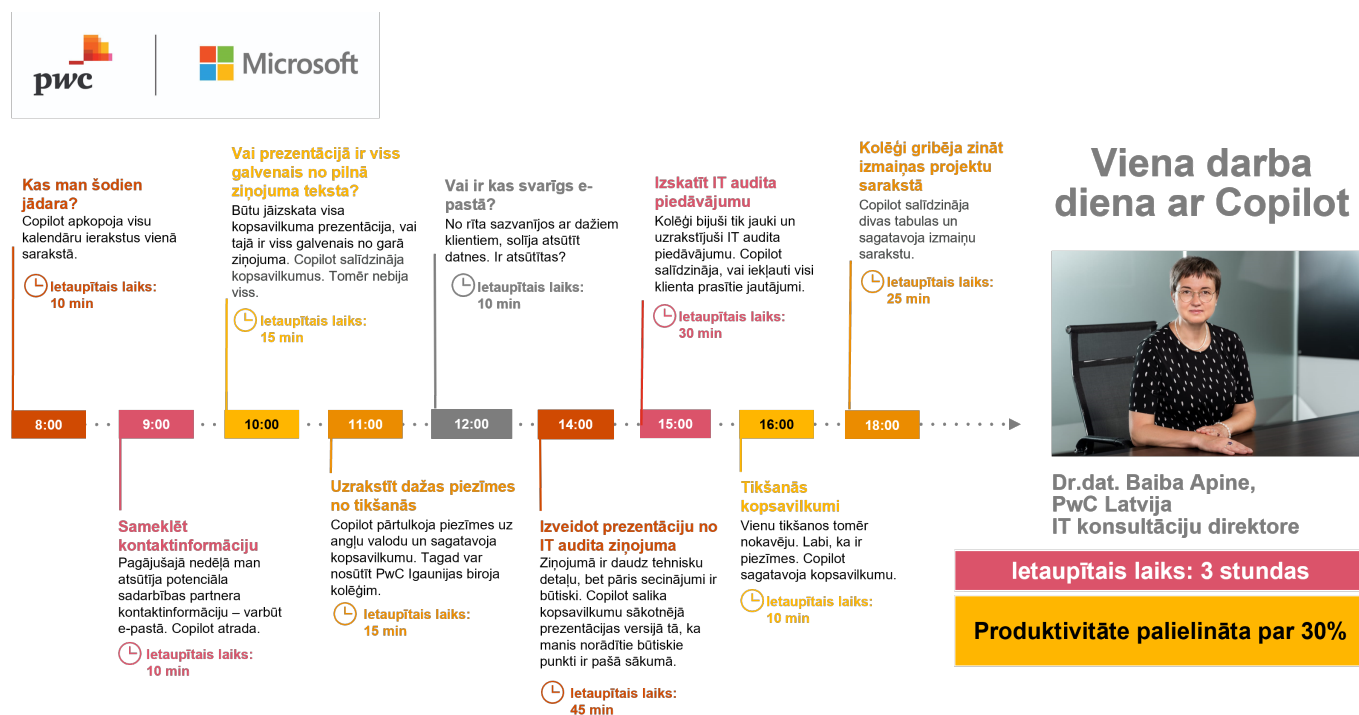 pwc
Microsoft
Viena darba
diena ar Copilot
Kas man šodien
jādara?
Copilot apkopoja visu
kalendāru ierakstus vienā
sarakstā.
Ietaupītais laiks:
10 min
Vai prezentācijā ir viss
galvenais no pilnā
ziņojuma teksta?
Būtu jāizskata visa
kopsavilkuma prezentācija, vai
tajā ir viss galvenais no garā
ziņojuma. Copilot salīdzināja
kopsavilkumus. Tomēr nebija
viss.
Ietaupītais laiks:
15 min
Vai ir kas svarīgs e-
pastā?
No rīta sazvanījos ar dažiem
klientiem, solīja atsūtīt
datnes. Ir atsūtītas?
Ietaupītais laiks:
10 min
Izskatīt IT audita
piedāvājumu
Kolēģi bijuši tik jauki un
uzrakstījuši IT audita
piedāvājumu. Copilot
salīdzināja, vai iekļauti visi
klienta prasītie jautājumi.
Ietaupītais laiks:
30 min
Kolēģi gribēja zināt
izmaiņas projektu
sarakstā
Copilot salīdzināja
divas tabulas un
sagatavoja izmaiņu
sarakstu.
Ietaupītais laiks:
25 min
8:00
9:00
10:00
11:00
12:00
14:00
15:00
16:00
18:00
Sameklēt
kontaktinformāciju
Pagājušajā nedēļā man
atsūtīja potenciāla
sadarbības partnera
kontaktinformāciju – varbūt
e-pastā. Copilot atrada.
Ietaupītais laiks:
10 min
Uzrakstīt dažas piezīmes
no tikšanās
Copilot pārtulkoja piezīmes uz
angļu valodu un sagatavoja
kopsavilkumu. Tagad var
nosūtīt PwC Igaunijas biroja
kolēģim.
Ietaupītais laiks:
15 min
Izveidot prezentāciju no
IT audita ziņojuma
Ziņojumā ir daudz tehnisku
detaļu, bet pāris secinājumi ir
būtiski. Copilot salika
kopsavilkumu sākotnējā
prezentācijas versijā tā, ka
manis norādītie būtiskie
punkti ir pašā sākumā.
Ietaupītais laiks:
45 min
Tikšanās
kopsavilkumi
Vienu tikšanos tomēr
nokavēju. Labi, ka ir
piezīmes. Copilot
sagatavoja kopsavilkumu.
Ietaupītais laiks:
10 min
Dr.dat. Baiba Apine,
PwC Latvija
IT konsultāciju direktore
Ietaupītais laiks: 3 stundas
Produktivitāte palielināta par 30%